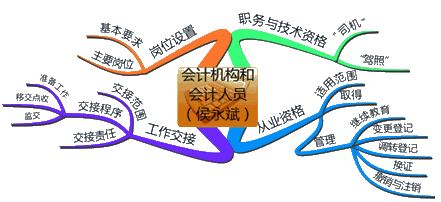 会计机构和
会计人员
（侯永斌）
岗位设置
基本要求
主要岗位
职务与技术资格
“司机”
“驾照”
工作交接
交接范围
交接程序
准备工作
移交点收
监交
交接责任
从业资格
适用范围
取得
管理
继续教育
变更登记
调转登记
换证
撤销与注销